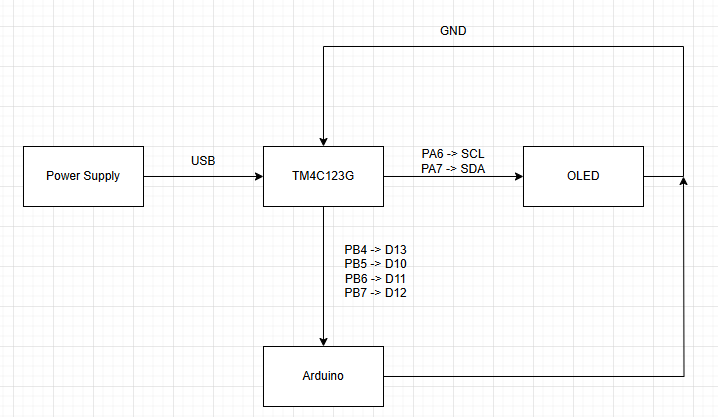 GND
Power Supply
USB
TM4C123G
PA6 -> SCL
PA7 -> SDA
OLED
PB4 -> D13
PB5 -> D10
PB6 -> D11
PB7 -> D12
Arduino